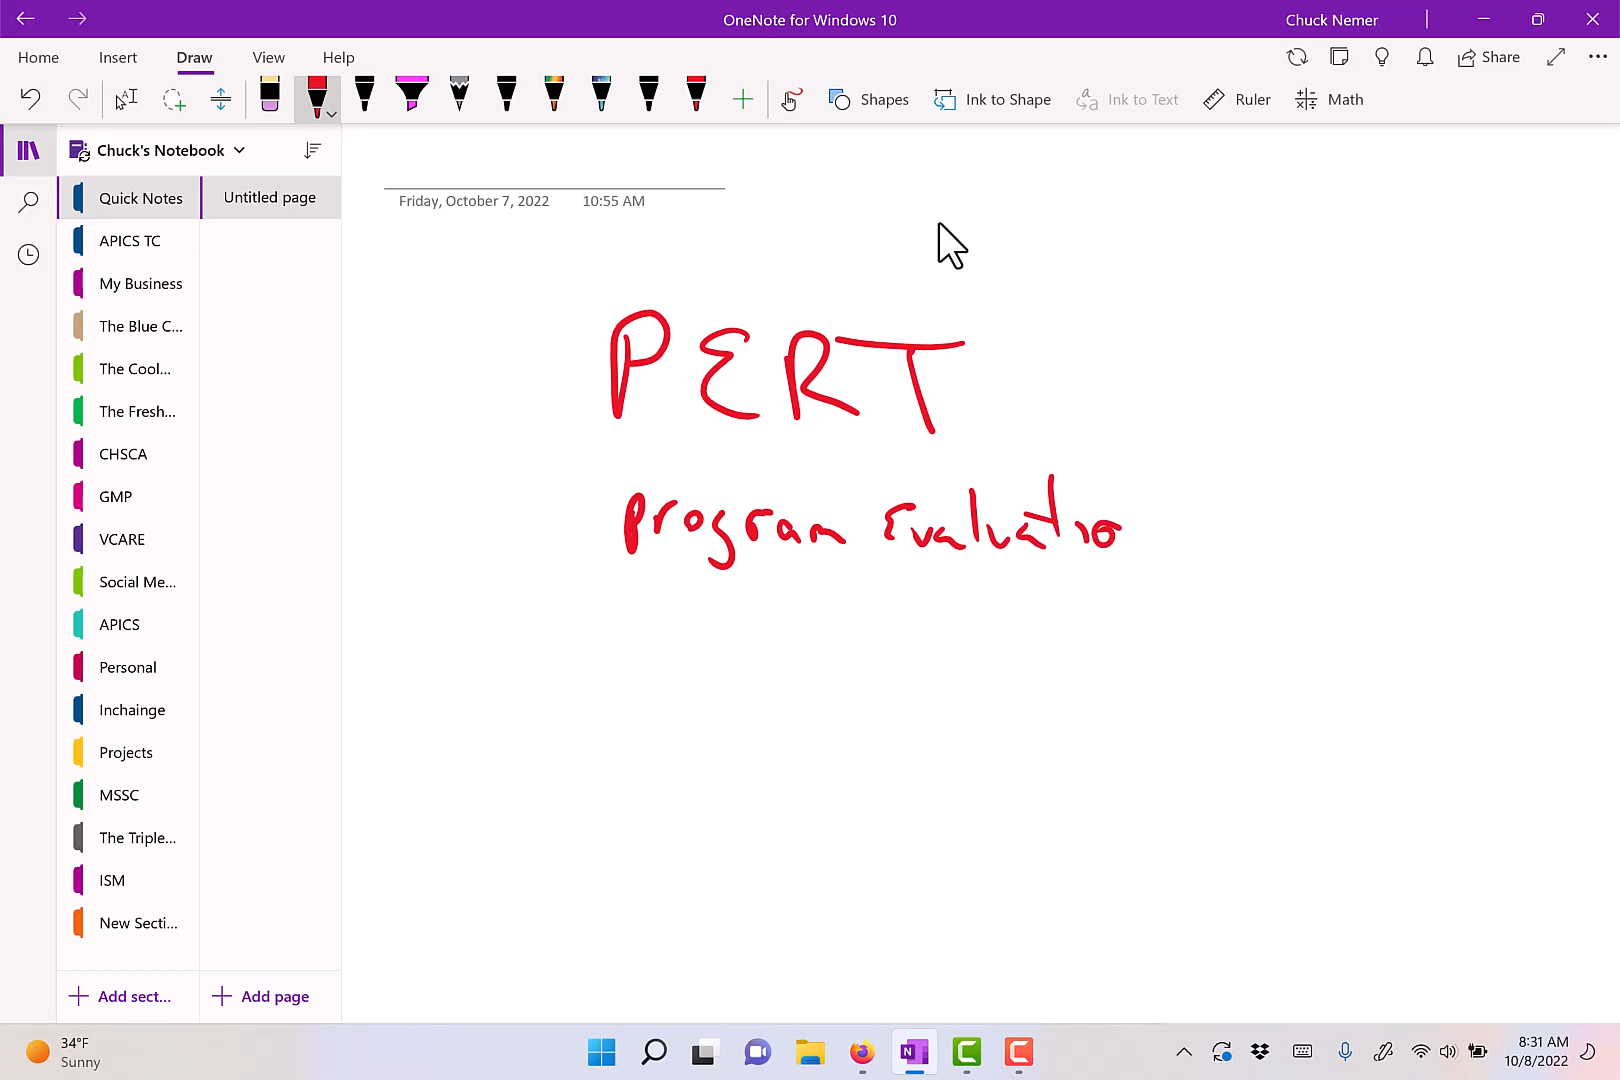 OneNote for Windows 10
Chuck Nemer
Home Insert Draw View Help
Share
Shapes
Ink to Shape
Ink to Text
Ruler
Math
Chuck's Notebook
Quick Notes
Untitled page
APICS TC
My Business
The Blue C...
The Cool...
The Fresh...
CHSCA
GMP
VCARE
Social Me...
APICS
Personal
Inchainge
Projects
MSSC
The Triple...
ISM
New Secti...
Add sect...
Add page
Friday, October 7, 2022 10:55 AM
PERT
Program Evaluatio
34°F
Sunny
8:31 AM
10/8/2022